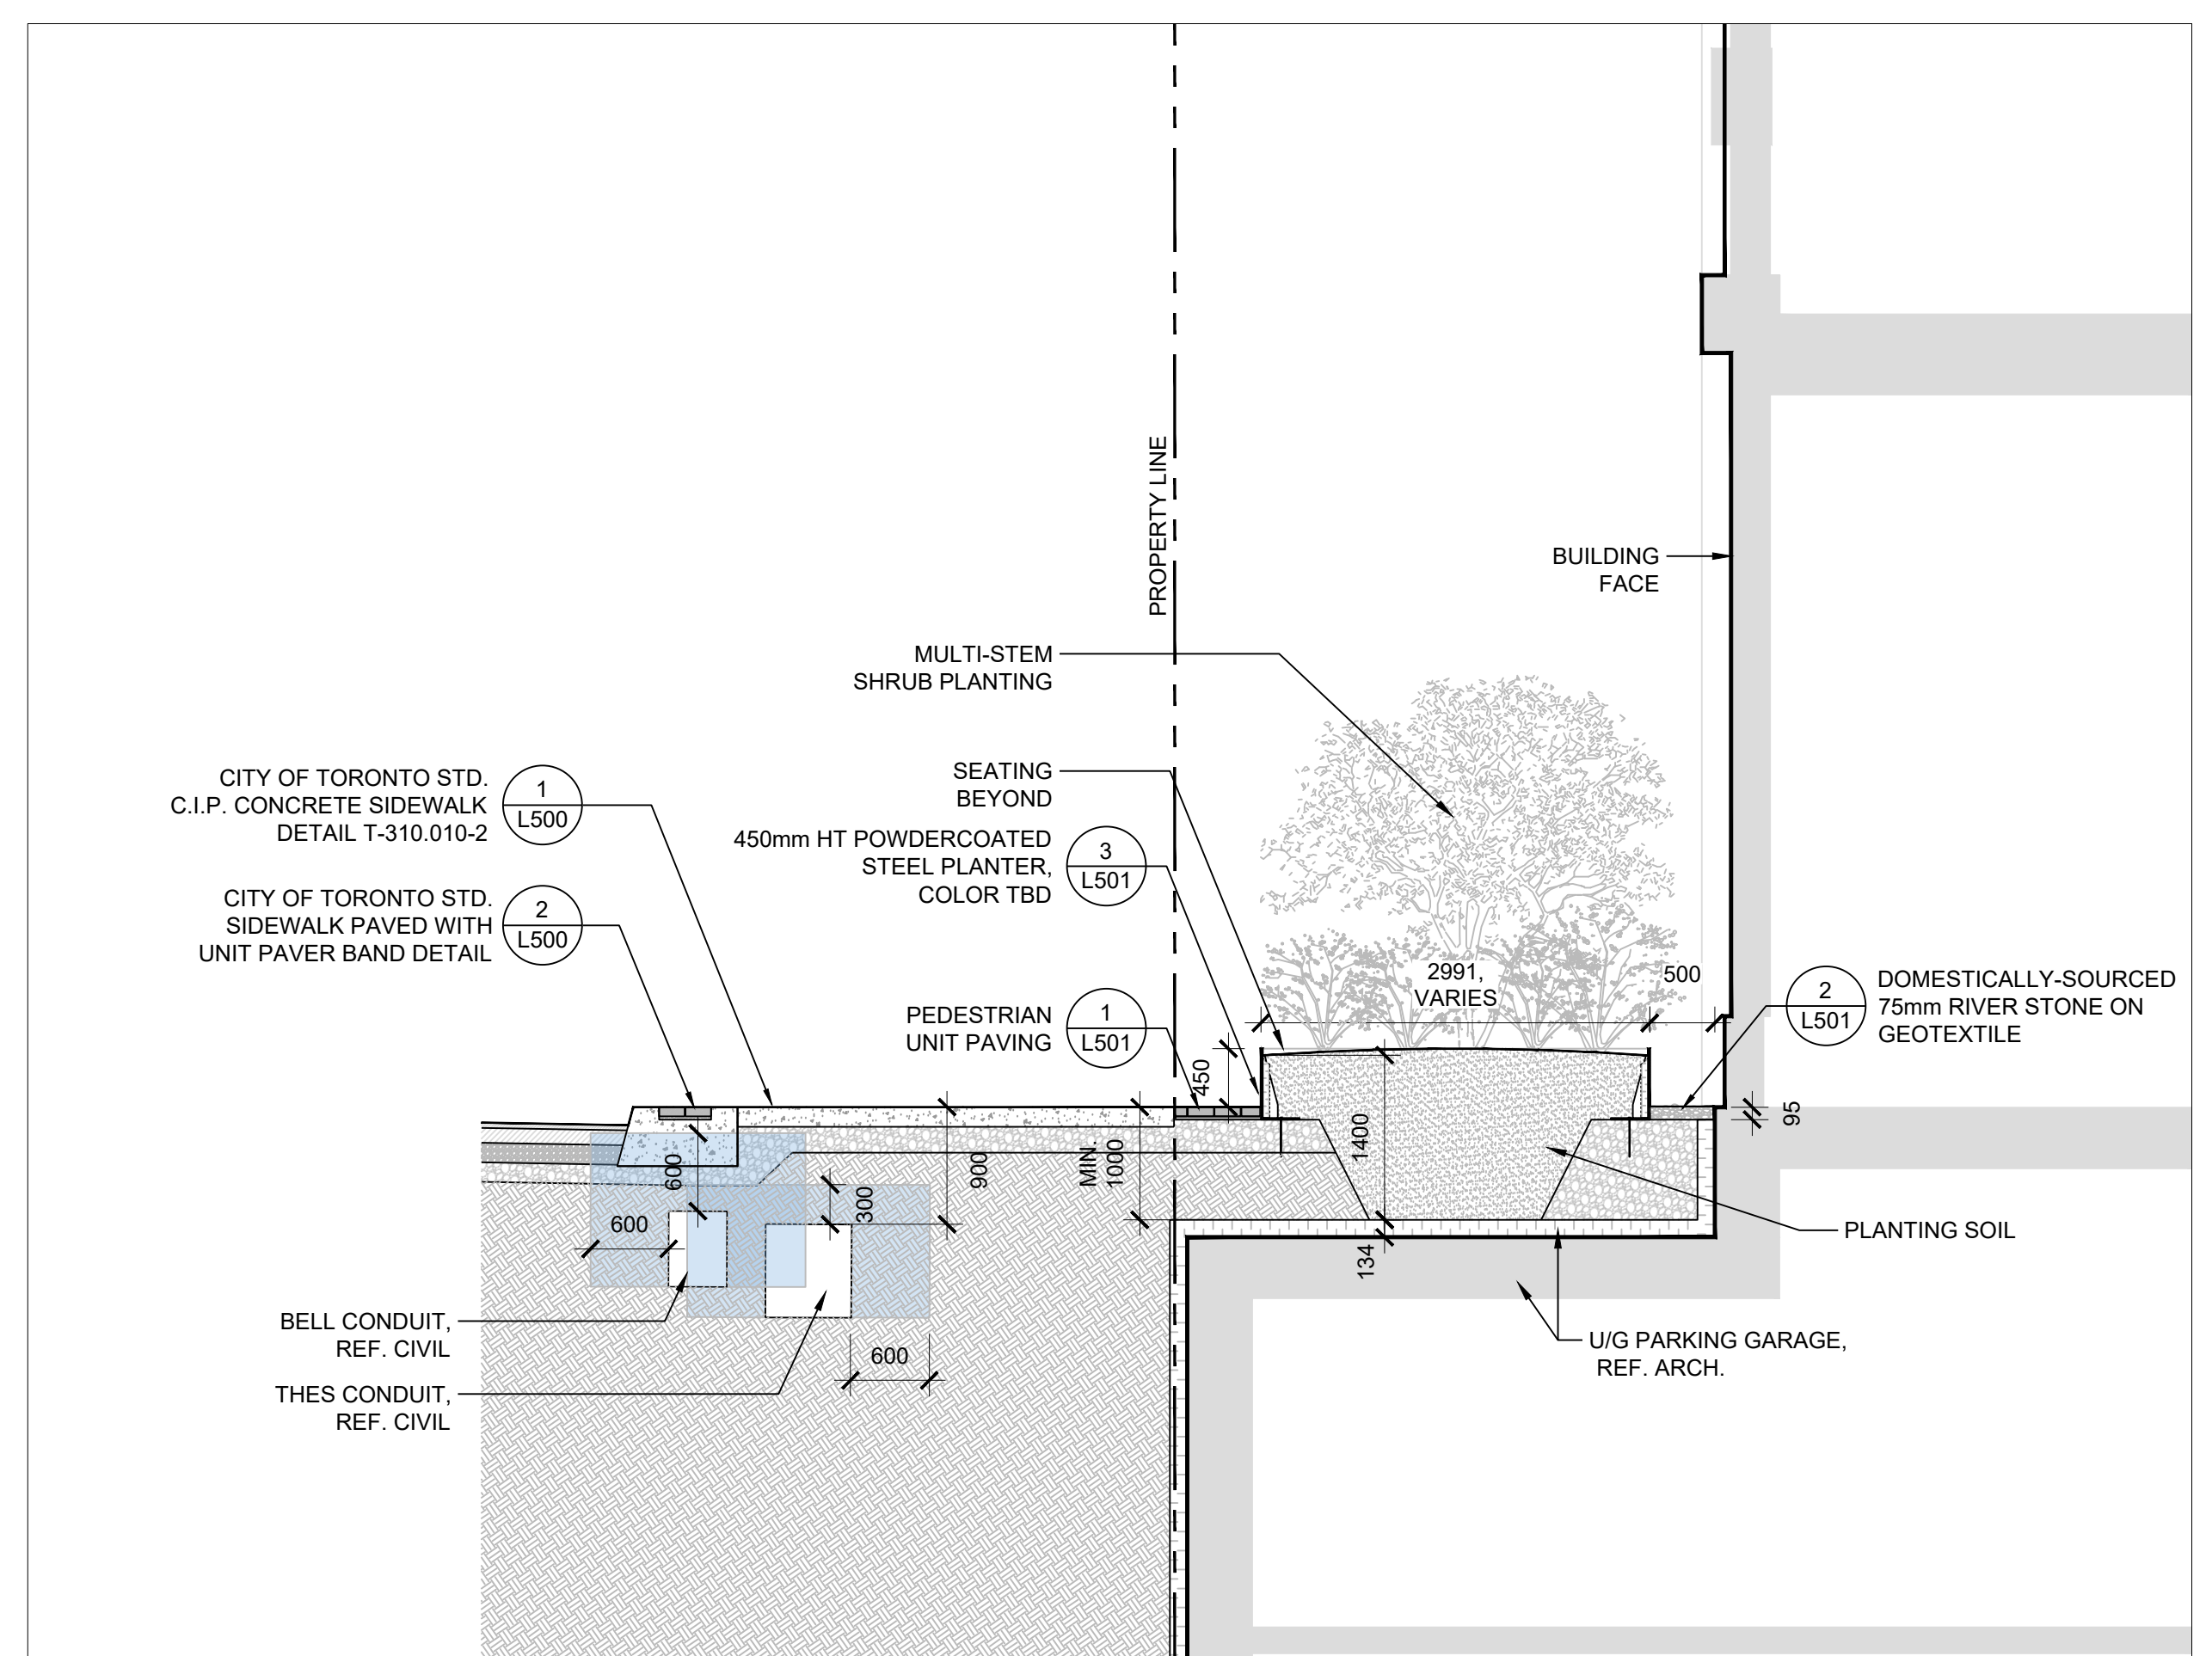 PROPERTY LINE
BUILDING
FACE
MULTI-STEM
SHRUB PLANTING
SEATING
BEYOND
CITY OF TORONTO STD.
C.I.P. CONCRETE SIDEWALK
DETAIL T-310.010-2
1
L500
450mm HT POWDERCOATED
STEEL PLANTER,
COLOR TBD
3
L501
CITY OF TORONTO STD.
SIDEWALK PAVED WITH
UNIT PAVER BAND DETAIL
2
L500
PEDESTRIAN
UNIT PAVING
1
L501
2991,
VARIES
500
2
L501
DOMESTICALLY-SOURCED
75mm RIVER STONE ON
GEOTEXTILE
450
95
600
900
MIN.
1000
1400
300
600
134
PLANTING SOIL
BELL CONDUIT,
REF. CIVIL
600
U/G PARKING GARAGE,
REF. ARCH.
THES CONDUIT,
REF. CIVIL